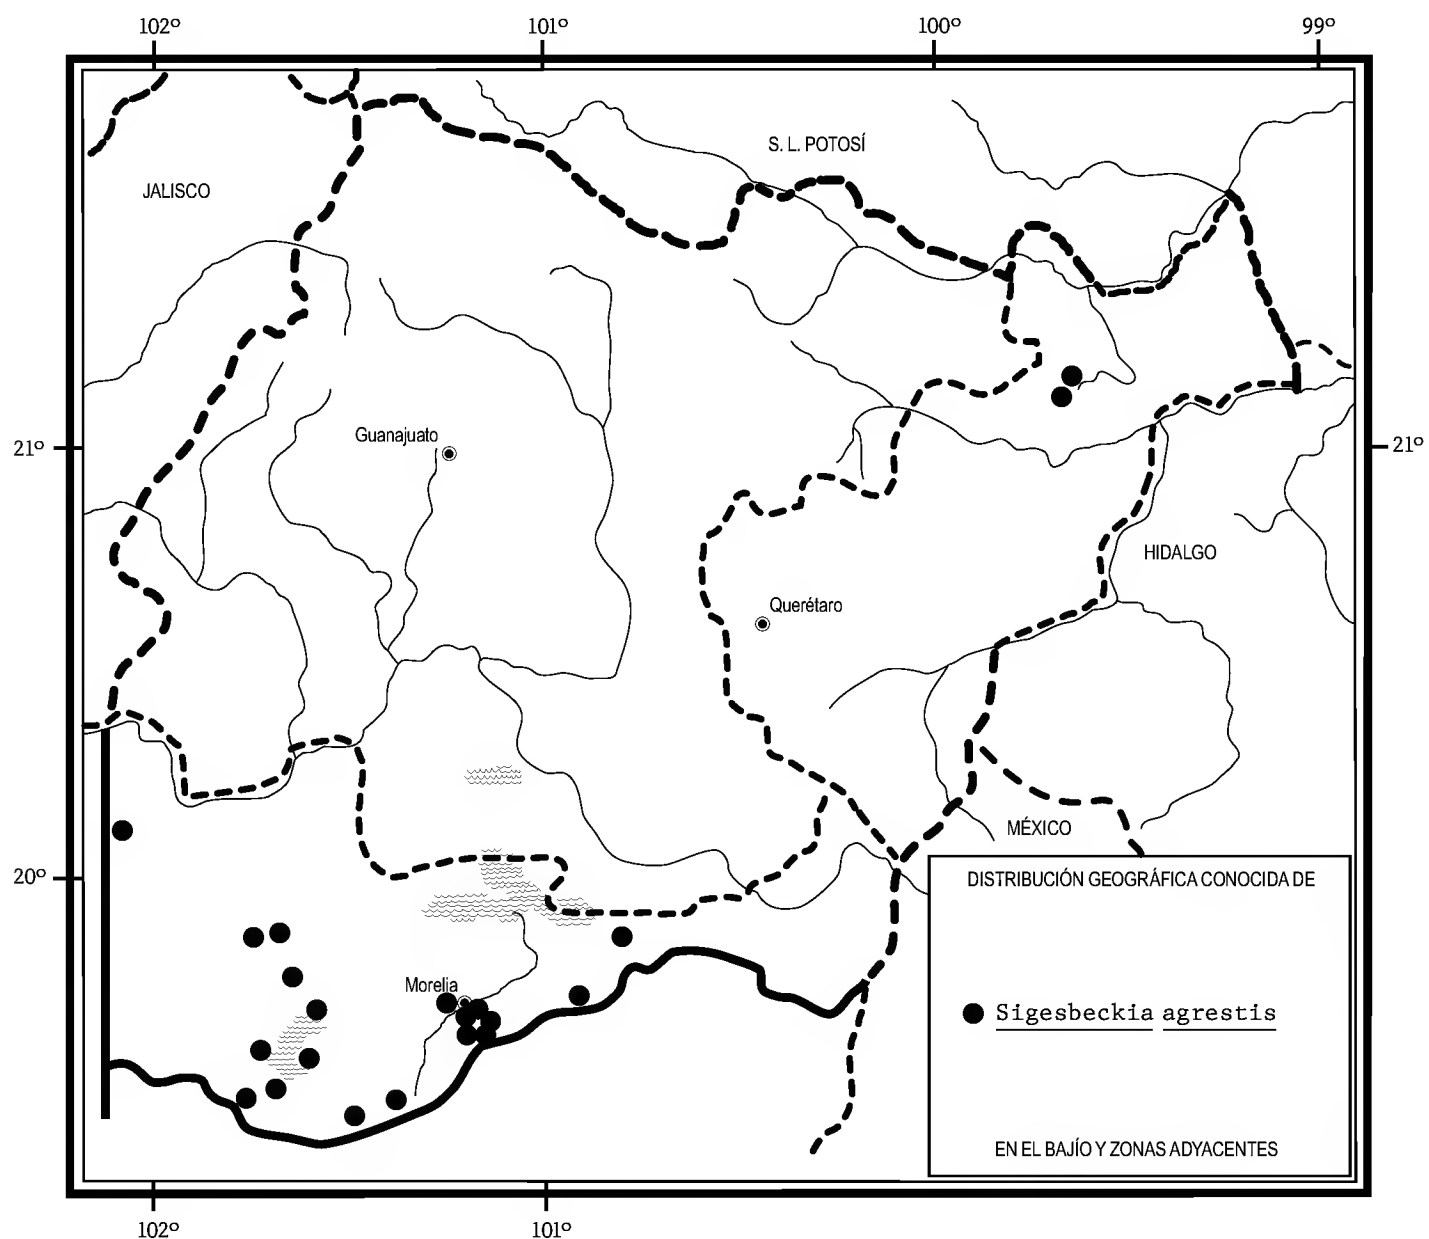 102º 101º 100º 99º
S. L. POTOSÍ
JALISCO
Guanajuato
21º 21º
HIDALGO
Querétaro
MÉXICO
20º
DISTRIBUCIÓN GEOGRÁFICA CONOCIDA DE
Morelia
Sigesbeckia agrestis
EN EL BAJÍO Y ZONAS ADYACENTES
102º 101º